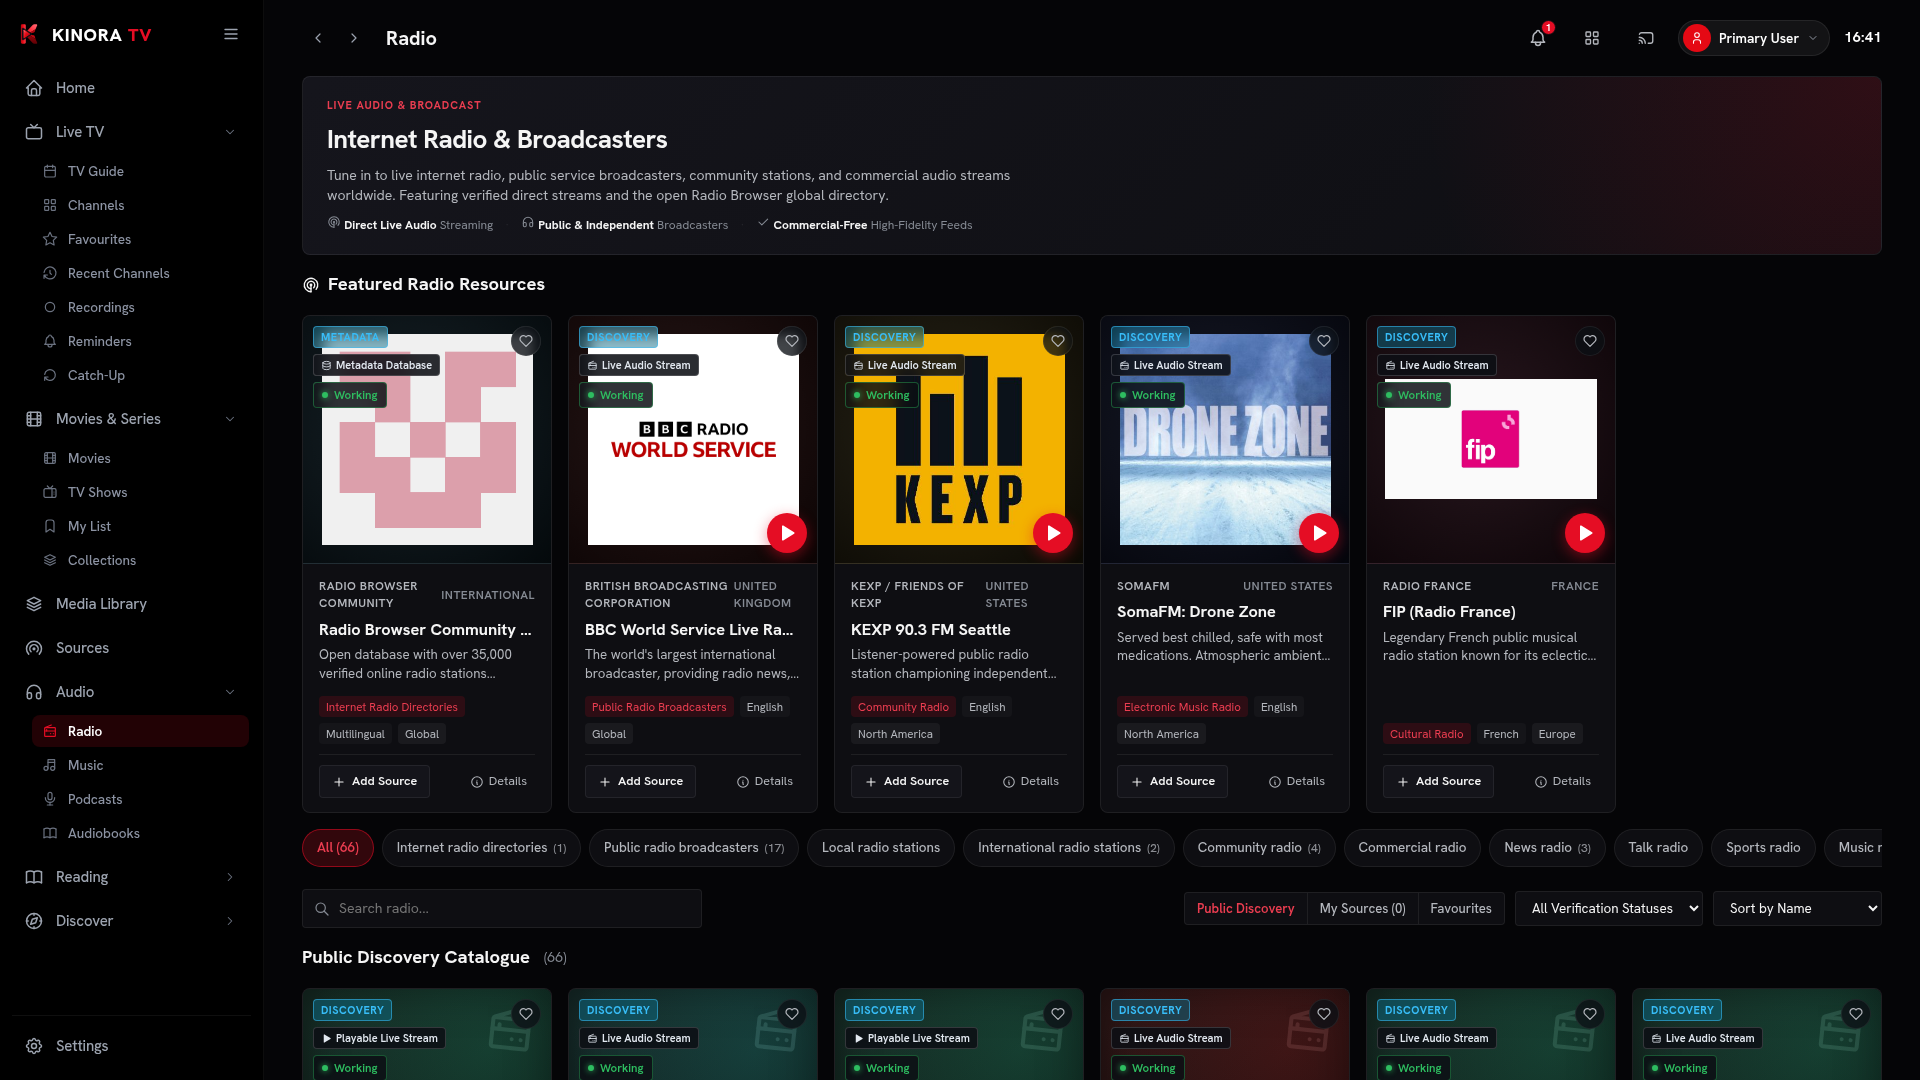 KINORA TV
Home
Live TV
TV Guide
Channels
Favourites
Recent Channels
Recordings
Reminders
Catch-Up
Movies & Series
Movies
TV Shows
My List
Collections
Media Library
Sources
Audio
Radio
Music
Podcasts
Audiobooks
Reading
Discover
Settings
Radio
1
Primary User
16:41
LIVE AUDIO & BROADCAST
Internet Radio & Broadcasters
Tune in to live internet radio, public service broadcasters, community stations, and commercial audio streams
worldwide. Featuring verified direct streams and the open Radio Browser global directory.
Direct Live Audio Streaming
Public & Independent Broadcasters
Commercial-Free High-Fidelity Feeds
Featured Radio Resources
METADATA
Metadata Database
Working
RADIO BROWSER
COMMUNITY
INTERNATIONAL
Radio Browser Community ...
Open database with over 35,000
verified online radio stations...
Internet Radio Directories
Multilingual
Global
Add Source
Details
DISCOVERY
Live Audio Stream
Working
BBC RADIO
WORLD SERVICE
BRITISH BROADCASTING
CORPORATION
UNITED
KINGDOM
BBC World Service Live Ra...
The world's largest international
broadcaster, providing radio news,...
Public Radio Broadcasters
English
Global
Add Source
Details
DISCOVERY
Live Audio Stream
Working
KEXP
KEXP / FRIENDS OF
KEXP
UNITED
STATES
KEXP 90.3 FM Seattle
Listener-powered public radio
station championing independent...
Community Radio
English
North America
Add Source
Details
DISCOVERY
Live Audio Stream
Working
DRONE ZONE
SOMAFM
UNITED STATES
SomaFM: Drone Zone
Served best chilled, safe with most
medications. Atmospheric ambient...
Electronic Music Radio
English
North America
Add Source
Details
DISCOVERY
Live Audio Stream
Working
fip
RADIO FRANCE
FRANCE
FIP (Radio France)
Legendary French public musical
radio station known for its eclectic...
Cultural Radio
French
Europe
Add Source
Details
All (66)
Internet radio directories (1)
Public radio broadcasters (17)
Local radio stations
International radio stations (2)
Community radio (4)
Commercial radio
News radio (3)
Talk radio
Sports radio
Music r
Search radio...
Public Discovery
My Sources (0)
Favourites
All Verification Statuses
Sort by Name
Public Discovery Catalogue (66)
DISCOVERY
Playable Live Stream
Working
DISCOVERY
Live Audio Stream
Working
DISCOVERY
Playable Live Stream
Working
DISCOVERY
Live Audio Stream
Working
DISCOVERY
Live Audio Stream
Working
DISCOVERY
Live Audio Stream
Working